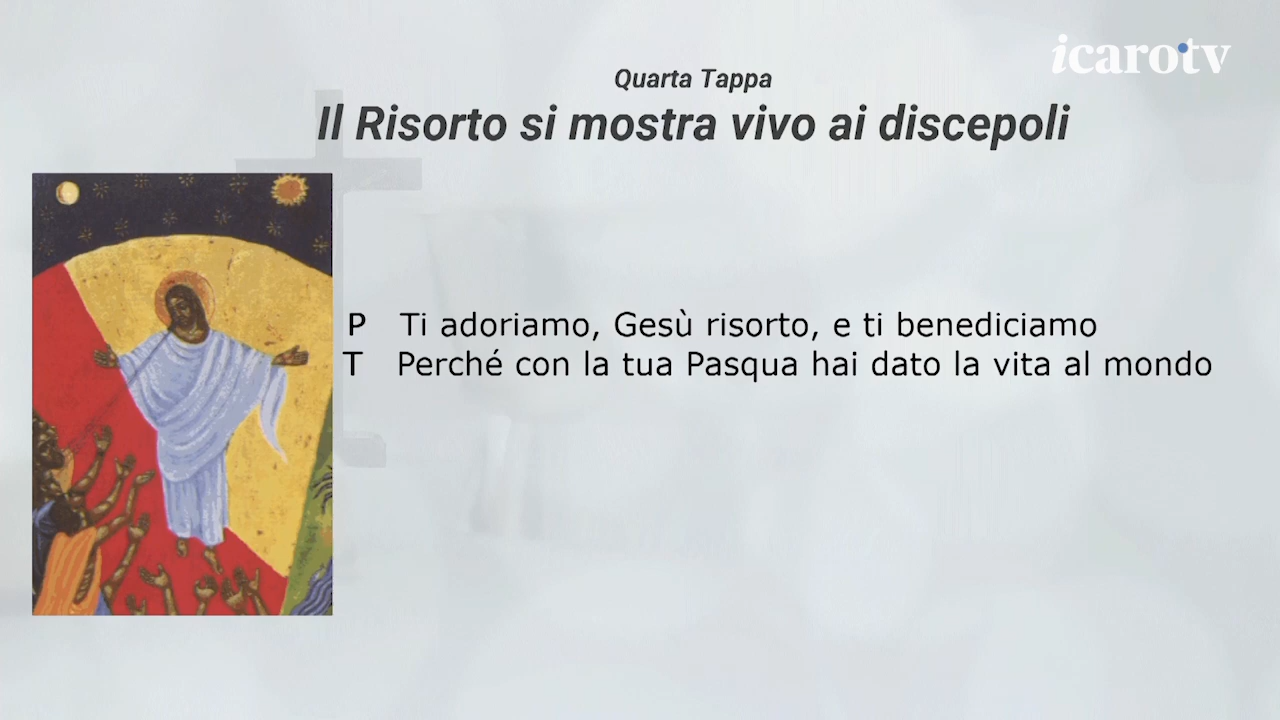 icarotv
Quarta Tappa
Il Risorto si mostra vivo ai discepoli
P Ti adoriamo, Gesù risorto, e ti benediciamo
T Perché con la tua Pasqua hai dato la vita al mondo